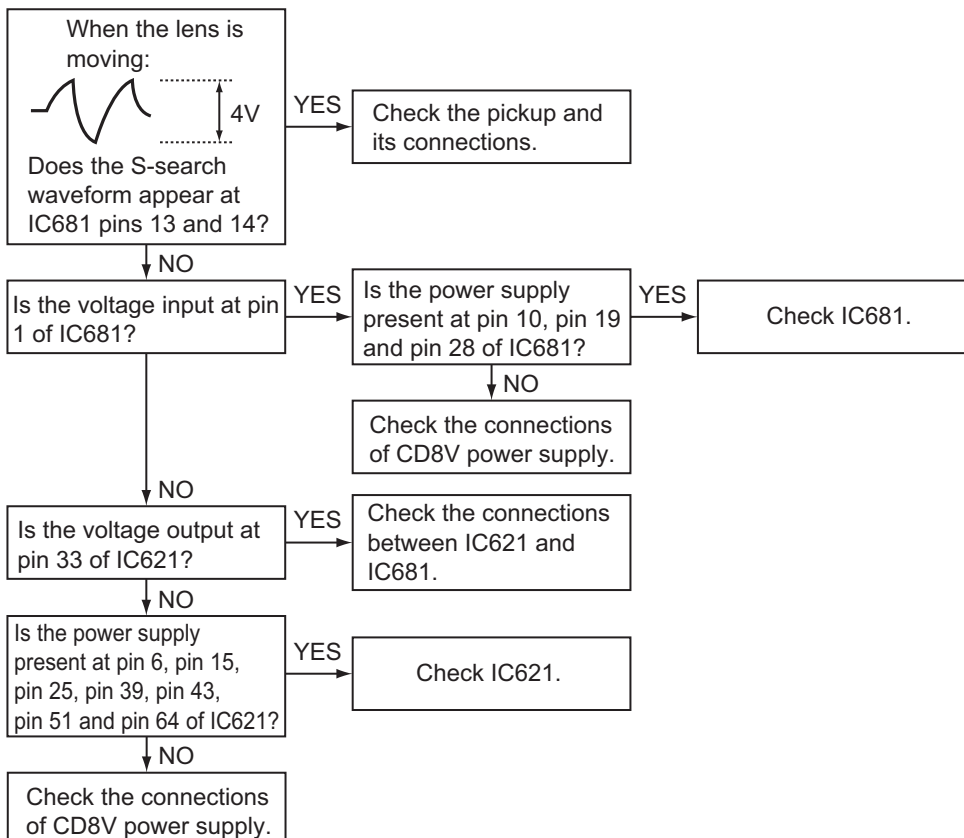 When the lens is
moving:
4V
Does the S-search
waveform appear at
IC681 pins 13 and 14?
YES
Check the pickup and
its connections.
NO
Is the voltage input at pin
1 of IC681?
YES
Is the power supply
present at pin 10, pin 19
and pin 28 of IC681?
YES
Check IC681.
NO
Check the connections
of CD8V power supply.
NO
Is the voltage output at
pin 33 of IC621?
YES
Check the connections
between IC621 and
IC681.
NO
Is the power supply
present at pin 6, pin 15,
pin 25, pin 39, pin 43,
pin 51 and pin 64 of IC621?
YES
Check IC621.
NO
Check the connections
of CD8V power supply.